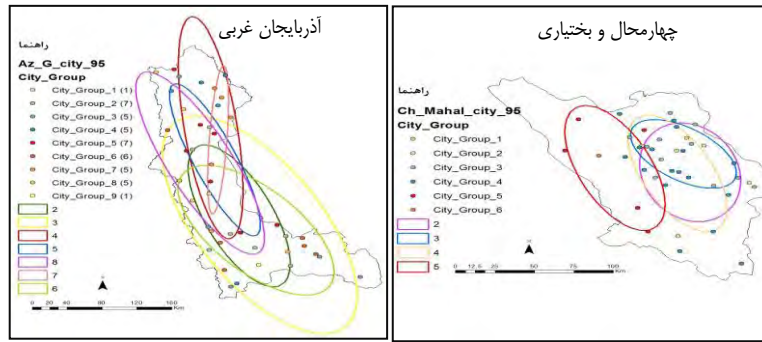 آذربایجان غربی
راهنما
Az_G_city_95
City_Group
City_Group_1 (1)
City_Group_2 (7)
City_Group_3 (5)
City_Group_4 (5)
City_Group_5 (7)
City_Group_6 (6)
City_Group_7 (5)
City_Group_8 (5)
City_Group_9 (1)
2
3
4
5
8
7
6
0 20 40 80 120 160
Km
چهارمحال و بختیاری
راهنما
Ch_Mahal_city_95
City_Group
City_Group_1
City_Group_2
City_Group_3
City_Group_4
City_Group_5
City_Group_6
2
3
4
5
0 12.5 25 50 75 100
Km